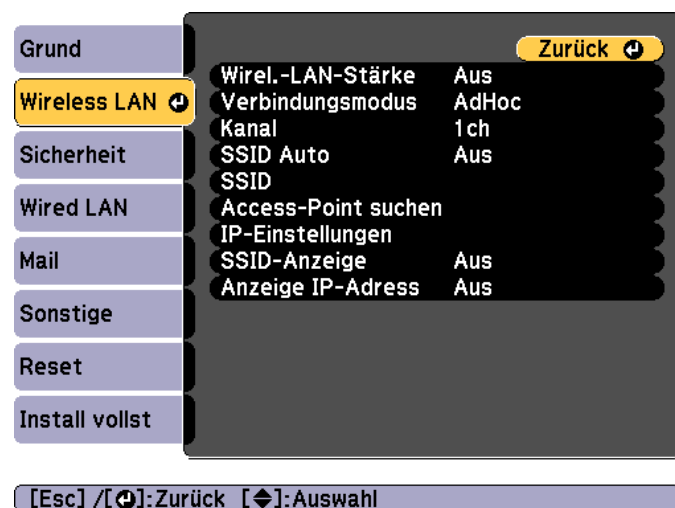 Grund
Wireless LAN
Sicherheit
Wired LAN
Mail
Sonstige
Reset
Install vollst
Zurück
Wirel.-LAN-Stärke Aus
Verbindungsmodus AdHoc
Kanal 1ch
SSID Auto Aus
SSID
Access-Point suchen
IP-Einstellungen
SSID-Anzeige Aus
Anzeige IP-Adress Aus
[Esc] /[⏎]:Zurück [◆]:Auswahl